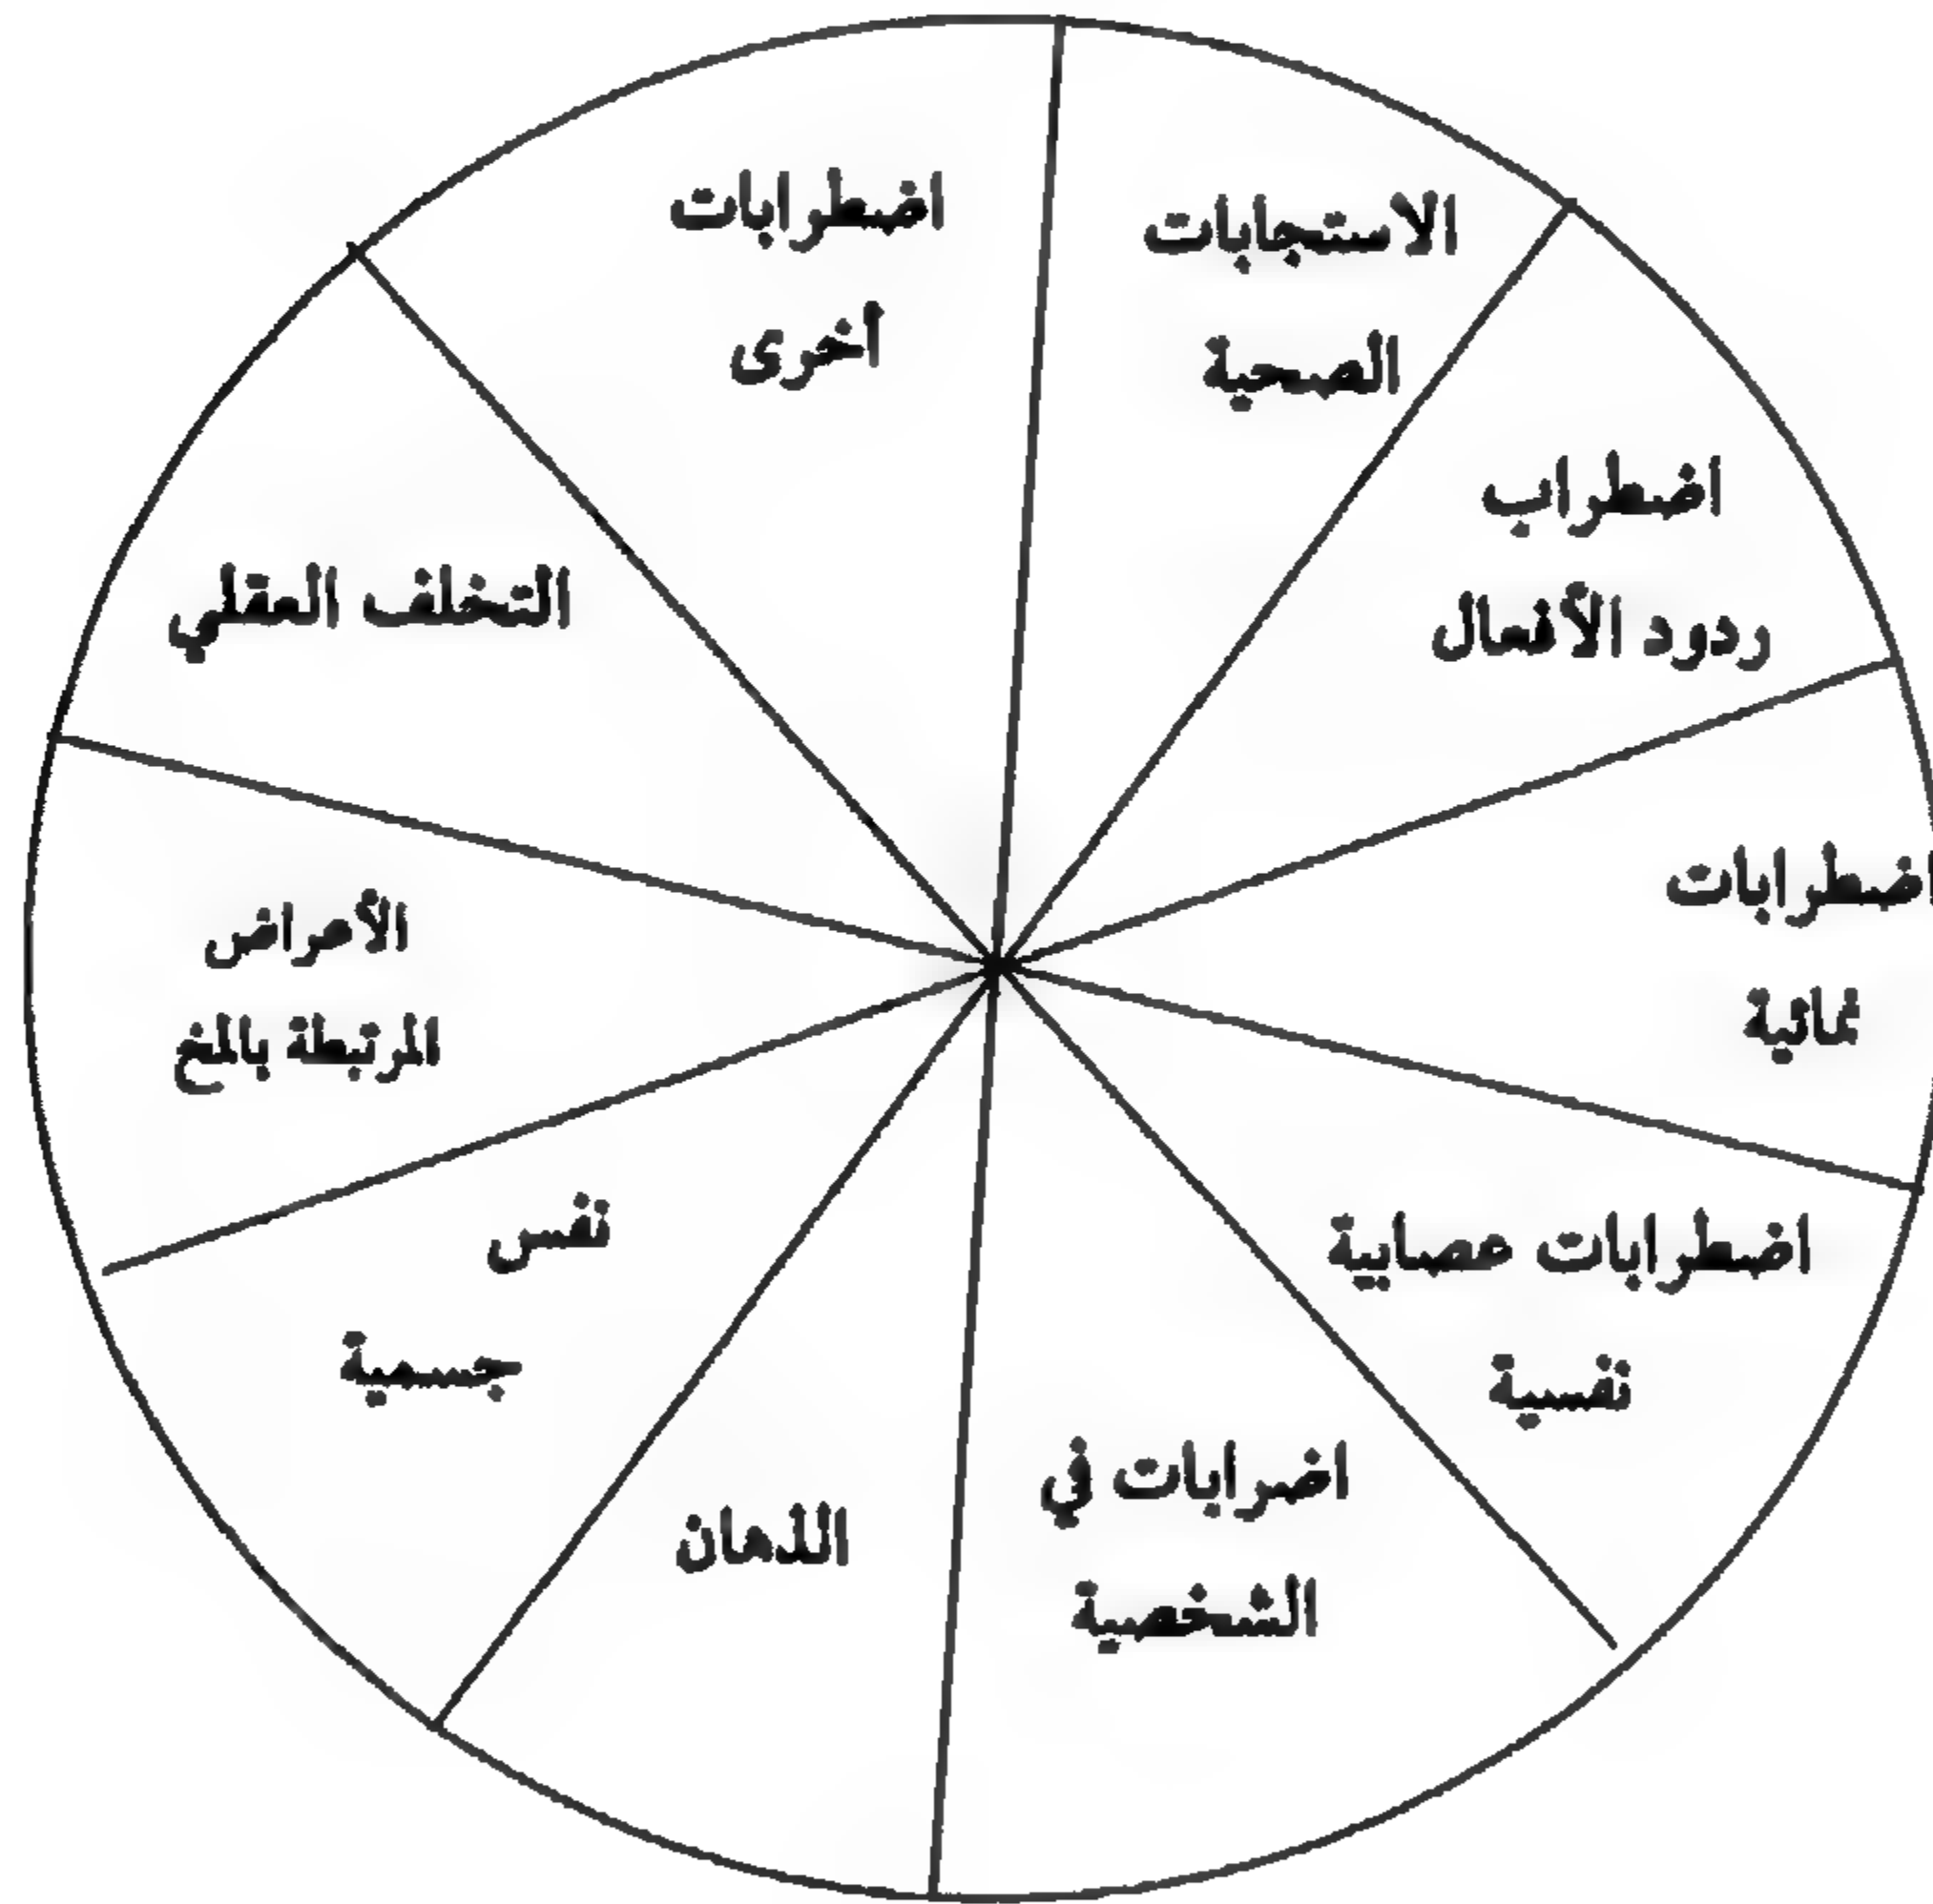 الاستجابات
الصحية
اضطراب
ردود الأفعال
اضطرابات
نمائية
اضطرابات عصابية
نفسية
اضرابات في
الشخصية
الذهان
نفس
جسمية
الأمراض
المرتبطة بالمخ
التخلف العقلي
اضطرابات
أخرى